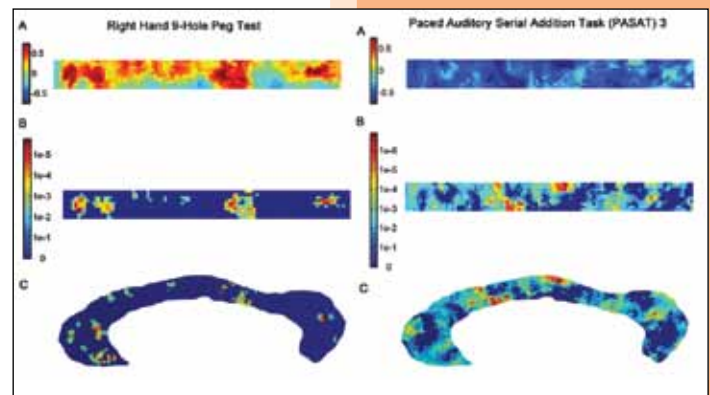 Right Hand 9-Hole Peg Test
A
0.5
0
-0.5
B
1e-5
1e-4
1e-3
1e-2
1e-1
0
C
Paced Auditory Serial Addition Task (PASAT) 3
A
0.5
0
-0.5
B
1e-6
1e-5
1e-4
1e-3
1e-2
1e-1
0
C